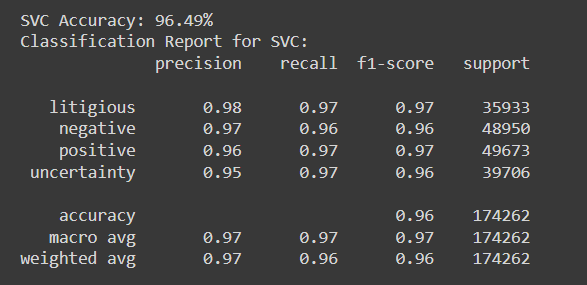 SVC Accuracy: 96.49%
Classification Report for SVC:
precision recall f1-score support
litigious 0.98 0.97 0.97 35933
negative 0.97 0.96 0.96 48950
positive 0.96 0.97 0.97 49673
uncertainty 0.95 0.97 0.96 39706
accuracy 0.96 174262
macro avg 0.97 0.97 0.97 174262
weighted avg 0.97 0.96 0.96 174262